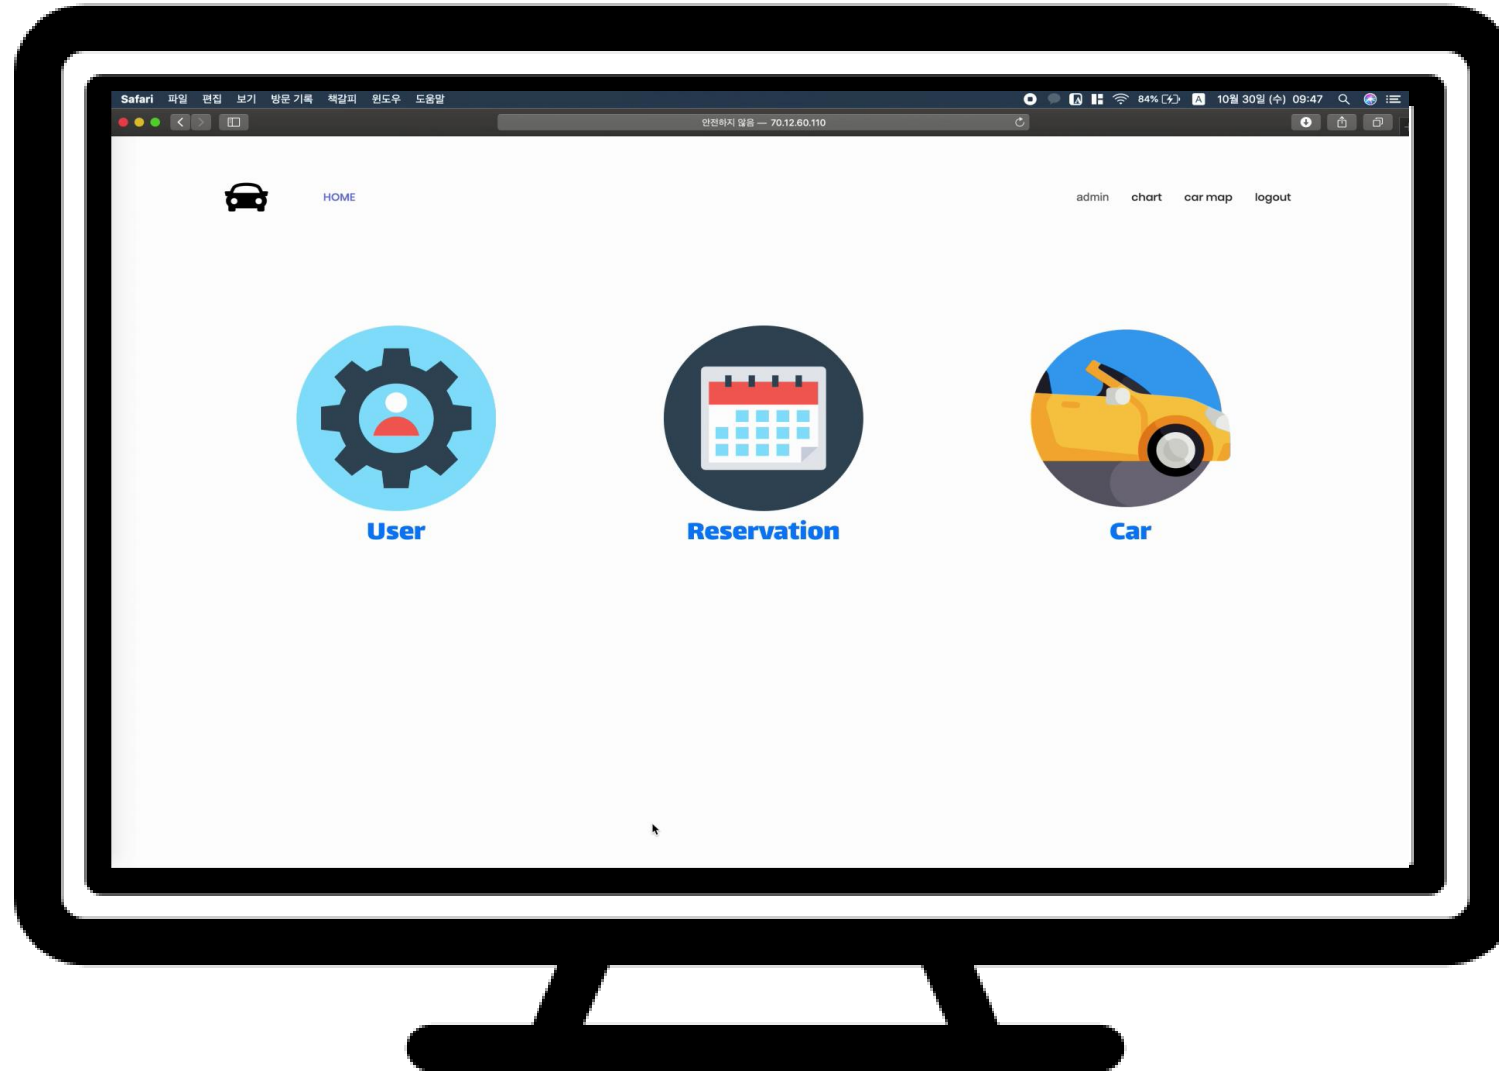 Safari 파일 편집 보기 방문 기록 책갈피 윈도우 도움말 84% A 10월 30일 (수) 09:47
안전하지 않음 — 70.12.60.110
HOME admin chart car map logout
User Reservation Car